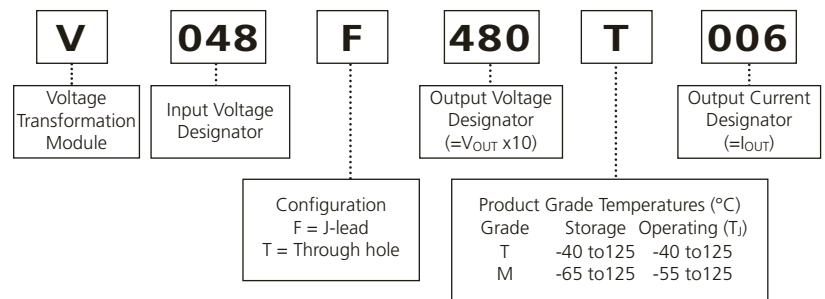 V 048 F 480 T 006
Voltage
Transformation
Module
Input Voltage
Designator
Output Voltage
Designator
(=VOUT x10)
Output Current
Designator
(=IOUT)
Configuration
F = J-lead
T = Through hole
Product Grade Temperatures (°C)
Grade Storage Operating (TJ)
T -40 to125 -40 to125
M -65 to125 -55 to125